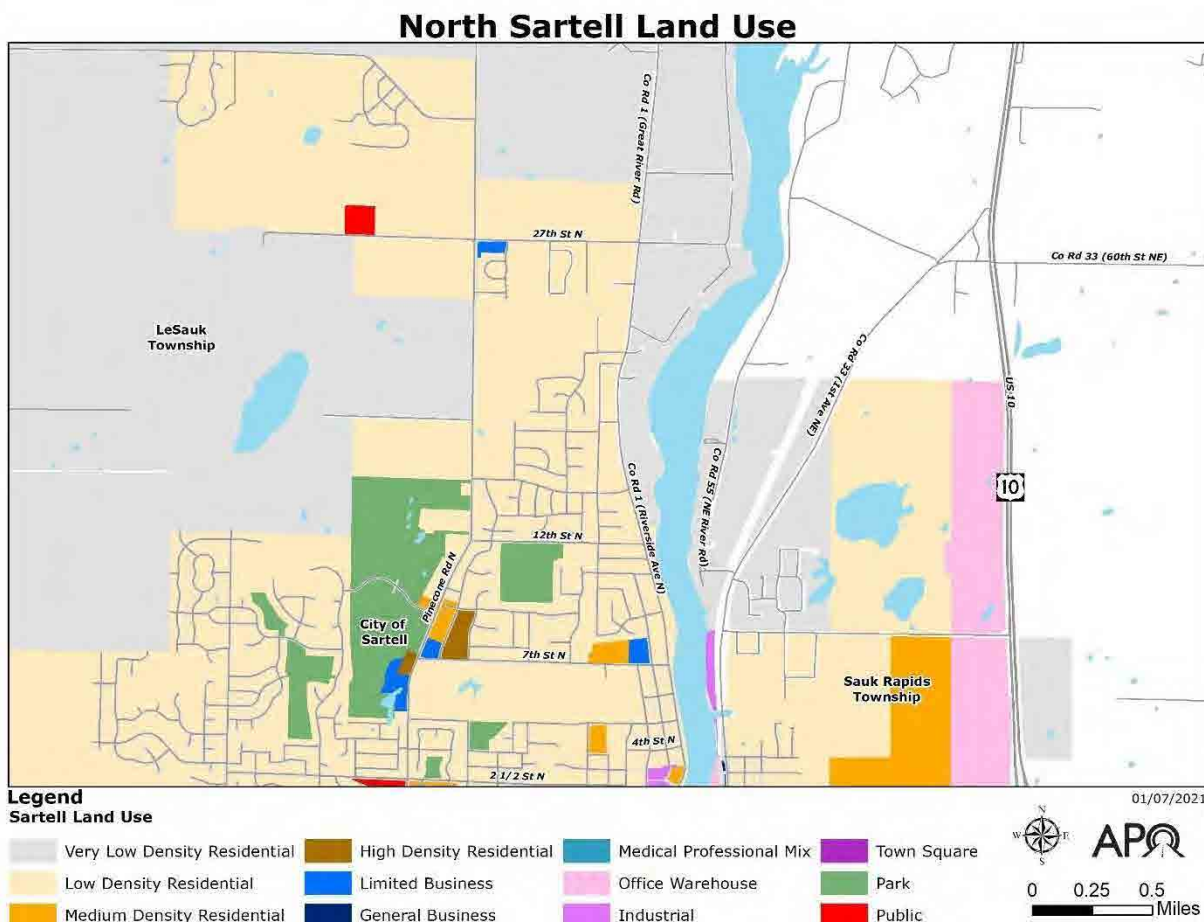 North Sartell Land Use
Co Rd 1 (Great River Rd)
27th St N
Co Rd 33 (60th St NE)
LeSauk
Township
Co Rd 33 (1st Ave NE)
US-10
Co Rd 55 (NE River Rd)
Co Rd 1 (Riverside Ave N)
10
12th St N
Pinecone Rd N
City of
Sartell
7th St N
Sauk Rapids
Township
4th St N
2 1/2 St N
Legend
Sartell Land Use
01/07/2021
Very Low Density Residential
Low Density Residential
Medium Density Residential
High Density Residential
Limited Business
General Business
Medical Professional Mix
Office Warehouse
Industrial
Town Square
Park
Public
N
W
E
S
APO
0 0.25 0.5
Miles